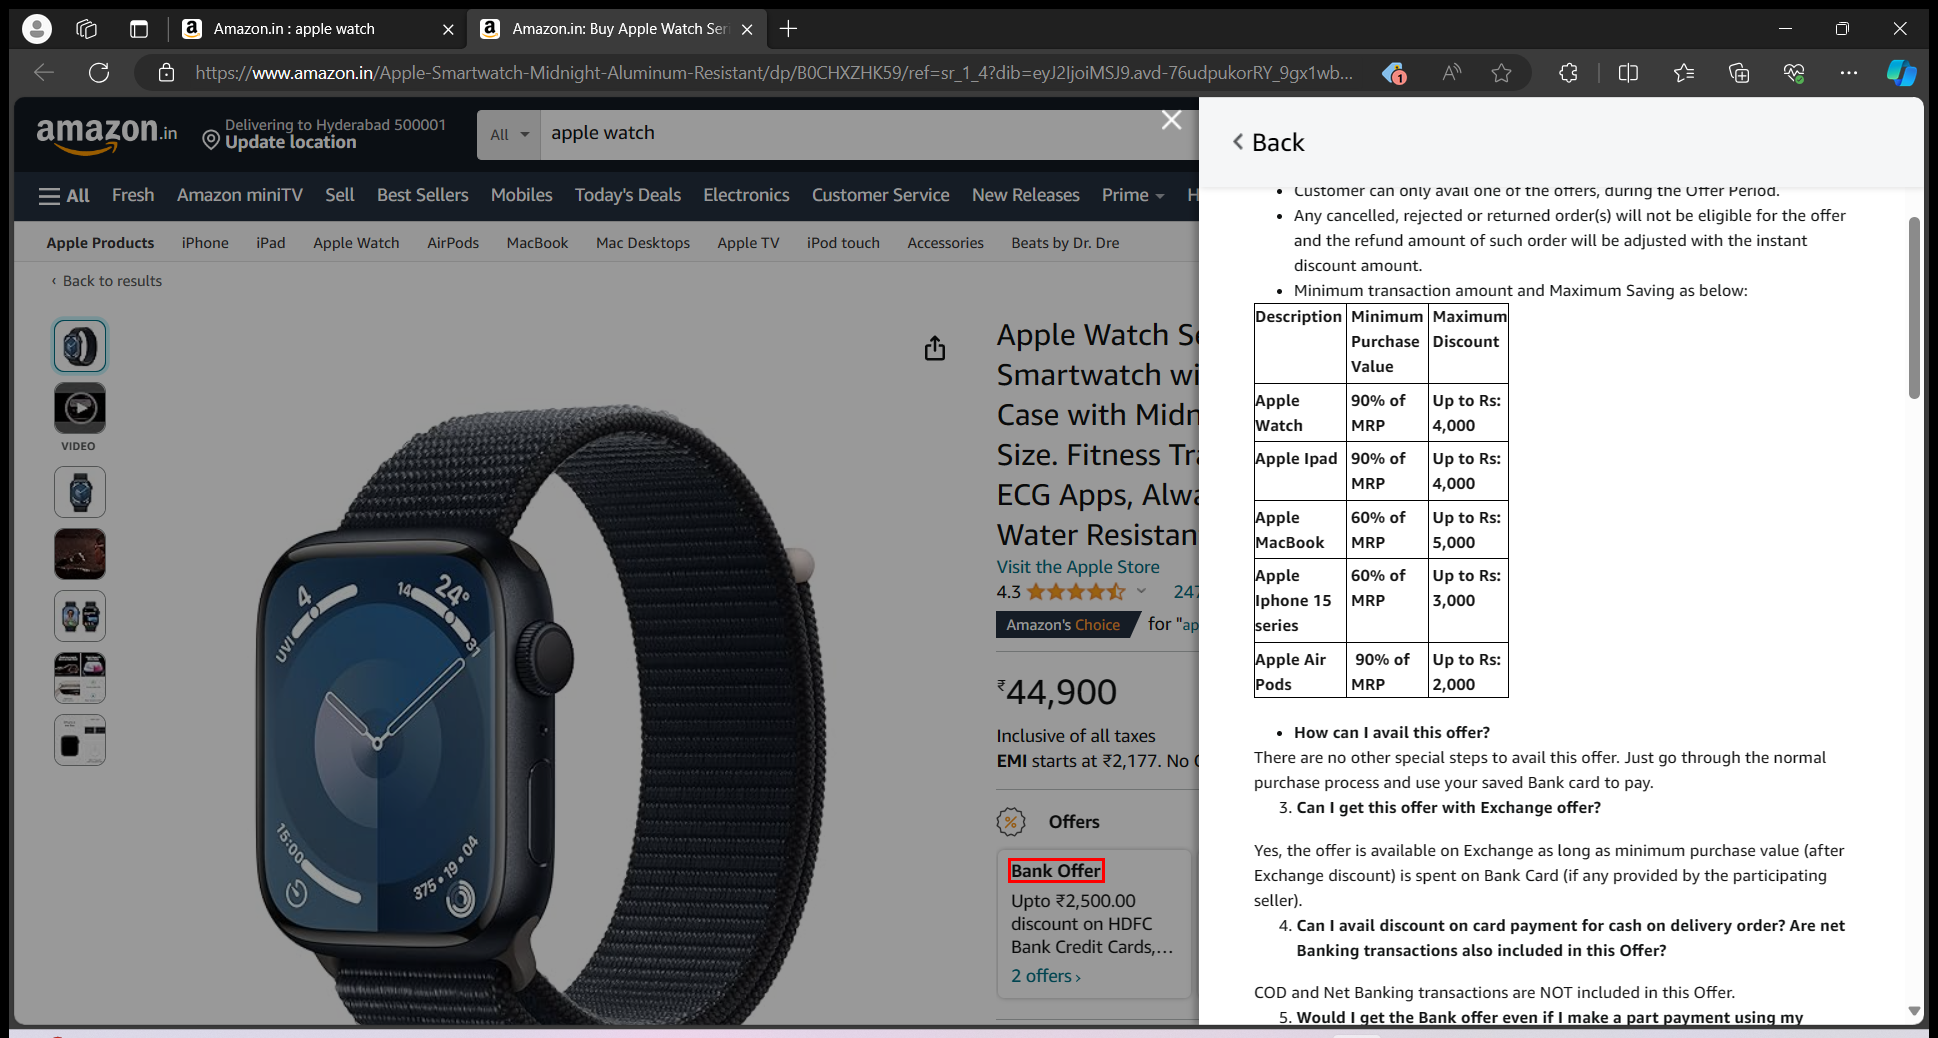 Amazon.in : apple watch
Amazon.in: Buy Apple Watch Seri
https://www.amazon.in/Apple-Smartwatch-Midnight-Aluminum-Resistant/dp/B0CHXZHK59/ref=sr_1_4?dib=eyJ2IjoiMSJ9.avd-76udpukorRY_9gx1wb...
1
amazon.in
Delivering to Hyderabad 500001
Update location
All
apple watch
All Fresh Amazon miniTV Sell Best Sellers Mobiles Today's Deals Electronics Customer Service New Releases Prime H
Apple Products iPhone iPad Apple Watch AirPods MacBook Mac Desktops Apple TV iPod touch Accessories Beats by Dr. Dre
‹ Back to results
VIDEO
4
UVI
14 24° 31
15:00
375•19•04
Apple Watch Se
Smartwatch wi
Case with Midn
Size. Fitness Tra
ECG Apps, Alwa
Water Resistan
Visit the Apple Store
4.3
247
Amazon's Choice for "ap
₹44,900
Inclusive of all taxes
EMI starts at ₹2,177. No C
Offers
Bank Offer
Upto ₹2,500.00
discount on HDFC
Bank Credit Cards,...
2 offers ›
Back
• Customer can only avail one of the offers, during the Offer Period.
• Any cancelled, rejected or returned order(s) will not be eligible for the offer
and the refund amount of such order will be adjusted with the instant
discount amount.
• Minimum transaction amount and Maximum Saving as below:
Description Minimum Maximum
Purchase Discount
Value
Apple 90% of Up to Rs:
Watch MRP 4,000
Apple Ipad 90% of Up to Rs:
MRP 4,000
Apple 60% of Up to Rs:
MacBook MRP 5,000
Apple 60% of Up to Rs:
Iphone 15 MRP 3,000
series
Apple Air 90% of Up to Rs:
Pods MRP 2,000
• How can I avail this offer?
There are no other special steps to avail this offer. Just go through the normal
purchase process and use your saved Bank card to pay.
3. Can I get this offer with Exchange offer?
Yes, the offer is available on Exchange as long as minimum purchase value (after
Exchange discount) is spent on Bank Card (if any provided by the participating
seller).
4. Can I avail discount on card payment for cash on delivery order? Are net
Banking transactions also included in this Offer?
COD and Net Banking transactions are NOT included in this Offer.
5. Would I get the Bank offer even if I make a part payment using my